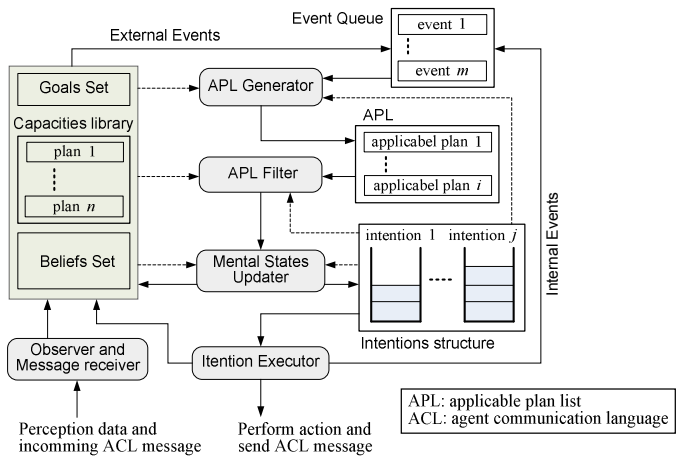 Event Queue
event 1
event m
External Events
Goals Set
APL Generator
Capacities library
plan 1
plan n
APL
applicabel plan 1
applicabel plan i
APL Filter
Internal Events
intention 1 intention j
Beliefs Set
Mental States
Updater
Intentions structure
Observer and
Message receiver
Itention Executor
Perception data and
incomming ACL message
Perform action and
send ACL message
APL: applicable plan list
ACL: agent communication language